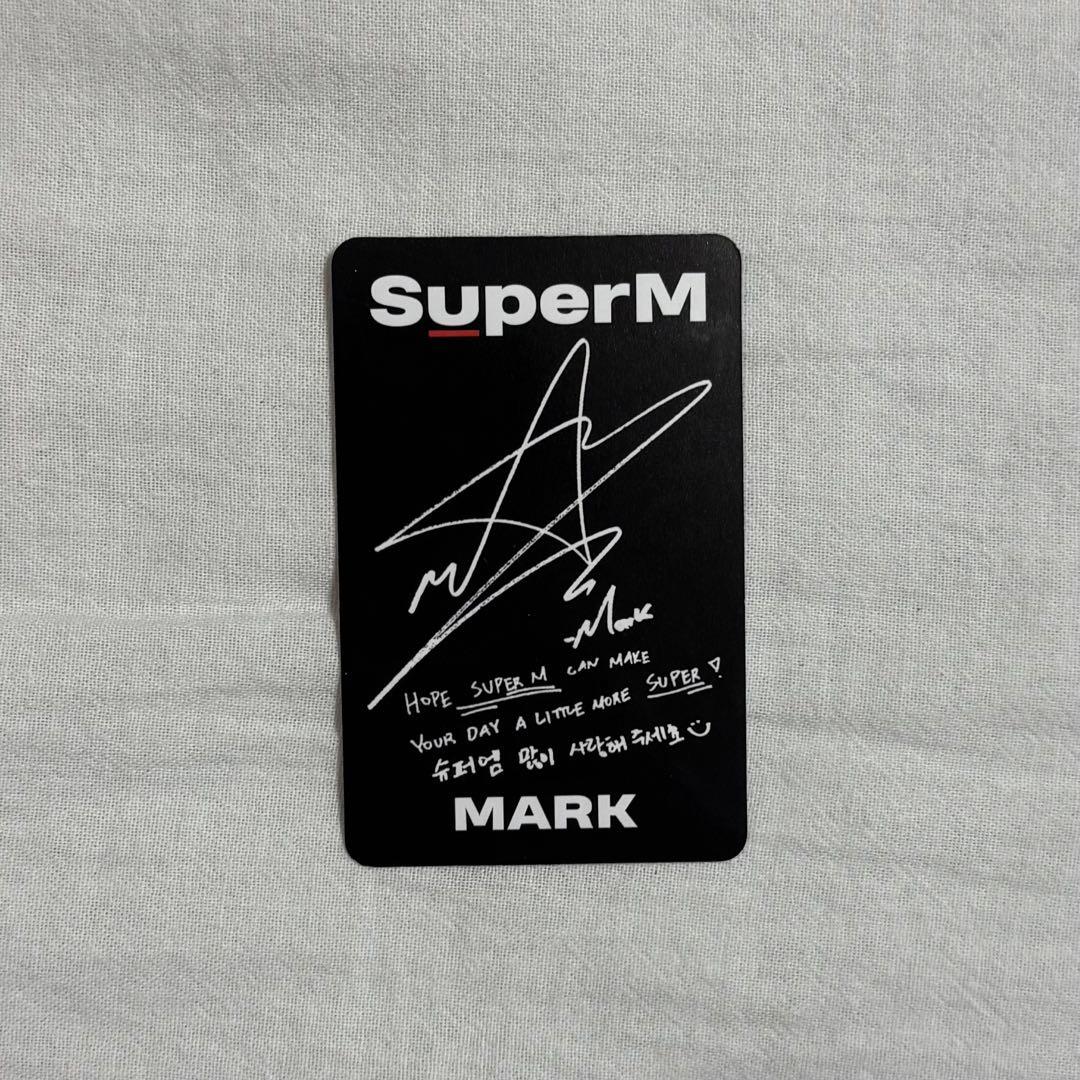 SuperM
M
-Mark
HOPE SUPER M CAN MAKE
YOUR DAY A LITTLE MORE SUPER!
슈퍼엠 많이 사랑해 주세요 :)
MARK